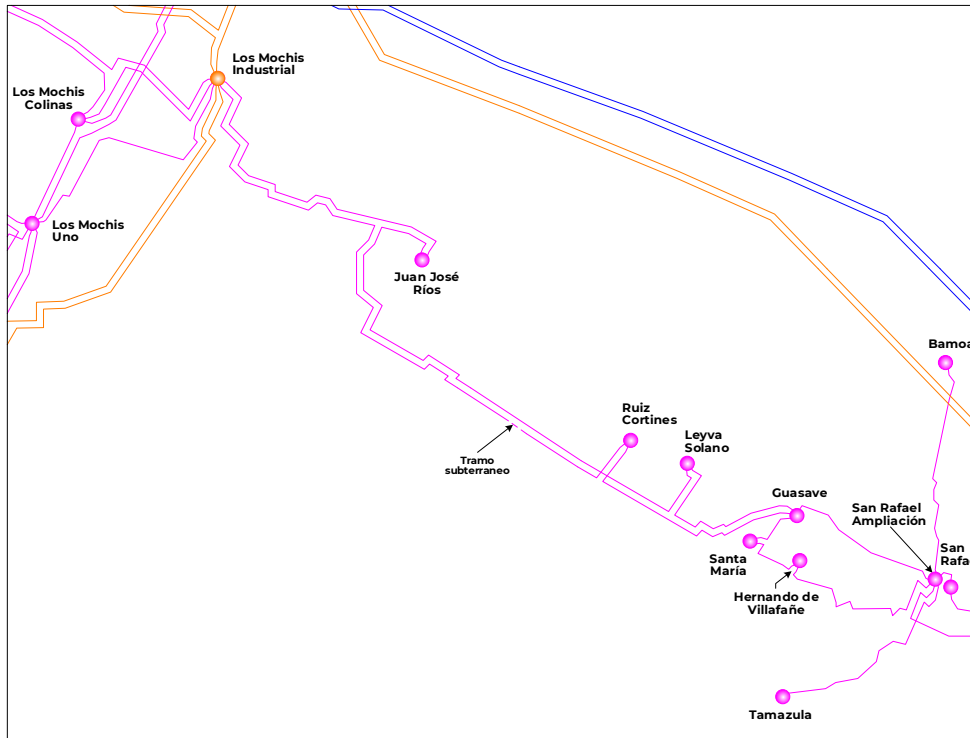 Los Mochis
Industrial
Los Mochis
Colinas
Los Mochis
Uno
Juan José
Ríos
Bamoa
Ruiz
Cortines
Leyva
Solano
Tramo
subterraneo
Guasave
San Rafael
Ampliación
San
Rafae
Santa
María
Hernando de
Villafañe
Tamazula